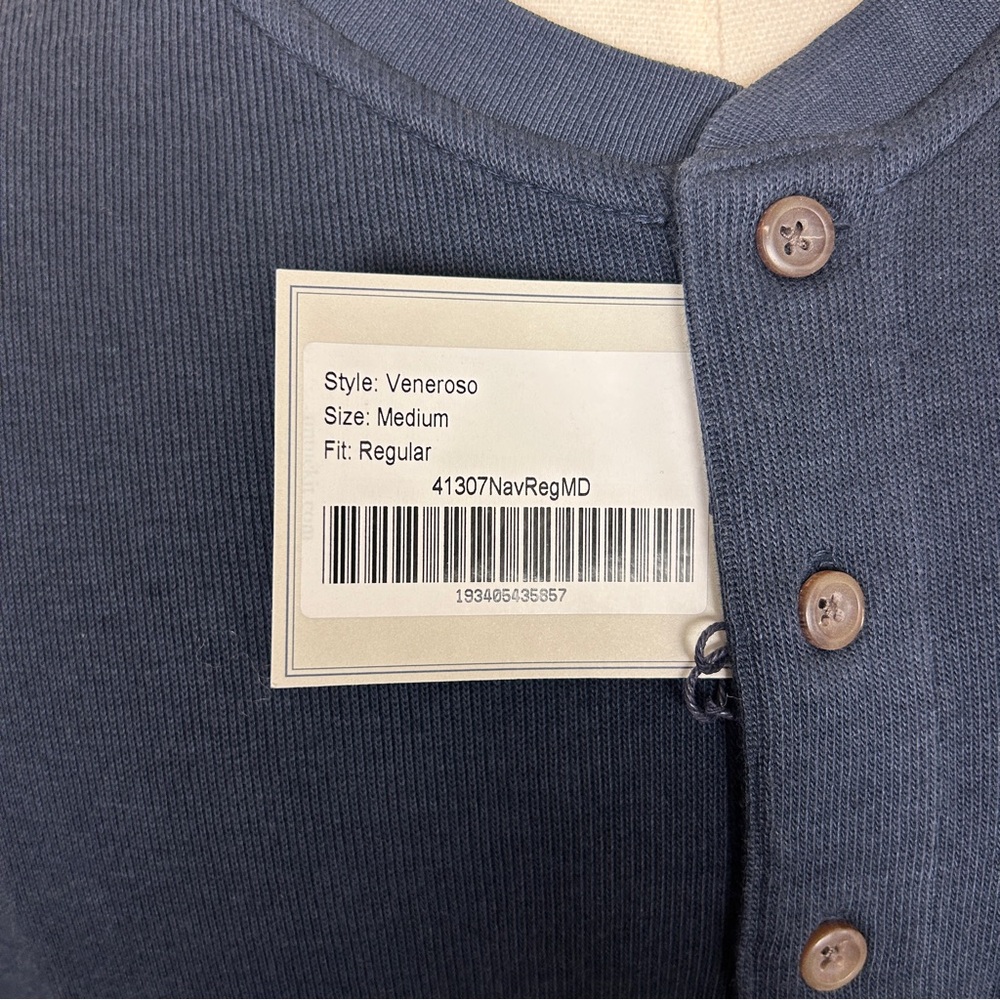 Style: Veneroso
Size: Medium
Fit: Regular
41307NavRegMD
193405435857